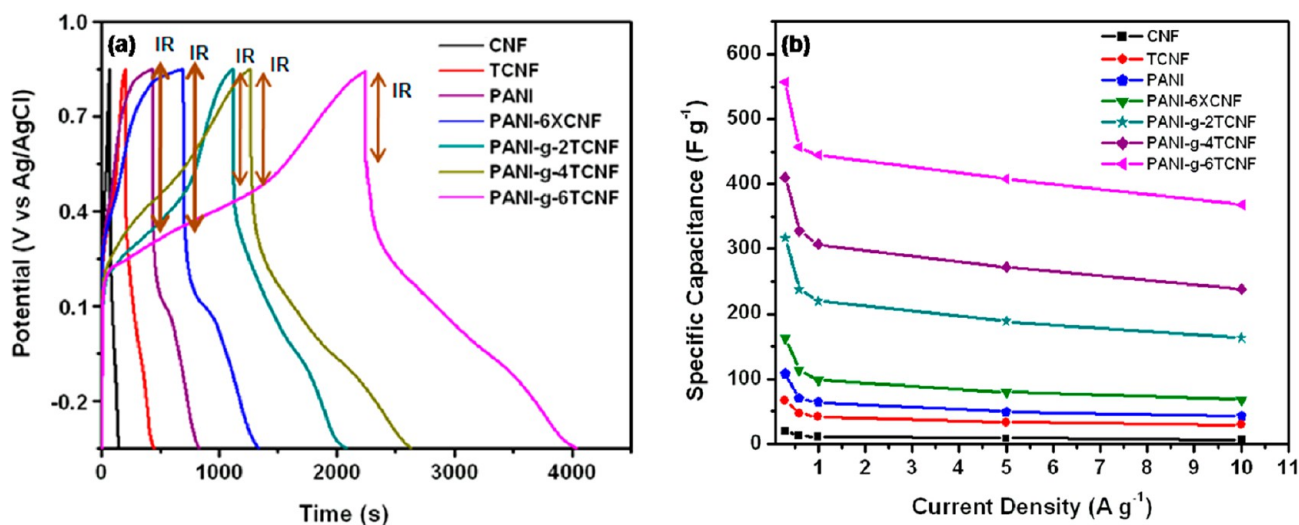 (a)
IR
IR
IR
IR
IR
CNF
TCNF
PANI
PANI-6XCNF
PANI-g-2TCNF
PANI-g-4TCNF
PANI-g-6TCNF
1.0
0.7
0.4
0.1
-0.2
Potential (V vs Ag/AgCl)
0 1000 2000 3000 4000
Time (s)
(b)
CNF
TCNF
PANI
PANI-6XCNF
PANI-g-2TCNF
PANI-g-4TCNF
PANI-g-6TCNF
600
500
400
300
200
100
0
Specific Capacitance (F g-1)
1 2 3 4 5 6 7 8 9 10 11
Current Density (A g-1)